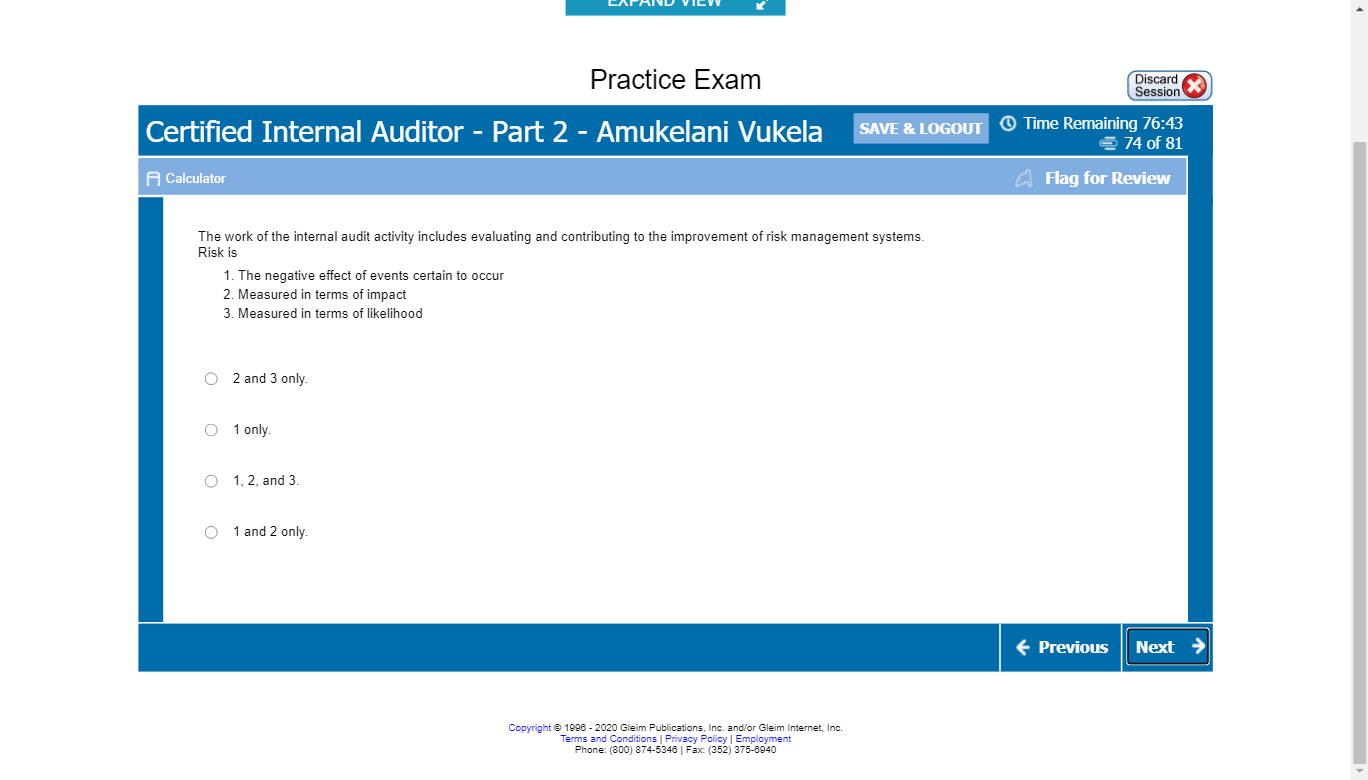 EXPAND VIEW
Practice Exam
Discard
Session
Certified Internal Auditor - Part 2 - Amukelani Vukela
SAVE & LOGOUT
Time Remaining 76:43
74 of 81
Calculator
Flag for Review
The work of the internal audit activity includes evaluating and contributing to the improvement of risk management systems.
Risk is
1. The negative effect of events certain to occur
2. Measured in terms of impact
3. Measured in terms of likelihood
2 and 3 only.
1 only.
1, 2, and 3.
1 and 2 only.
Previous
Next
Copyright © 1996 - 2020 Gleim Publications, Inc. and/or Gleim Internet, Inc.
Terms and Conditions | Privacy Policy | Employment
Phone: (800) 874-5346 | Fax: (352) 375-6940